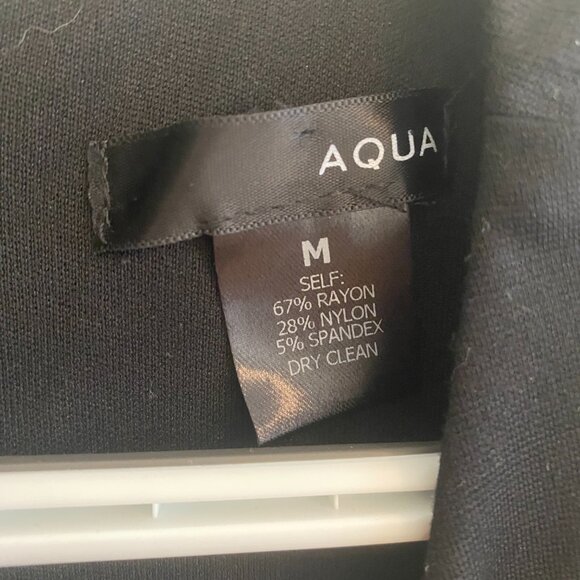 AQUA
M
SELF:
67% RAYON
28% NYLON
5% SPANDEX
DRY CLEAN